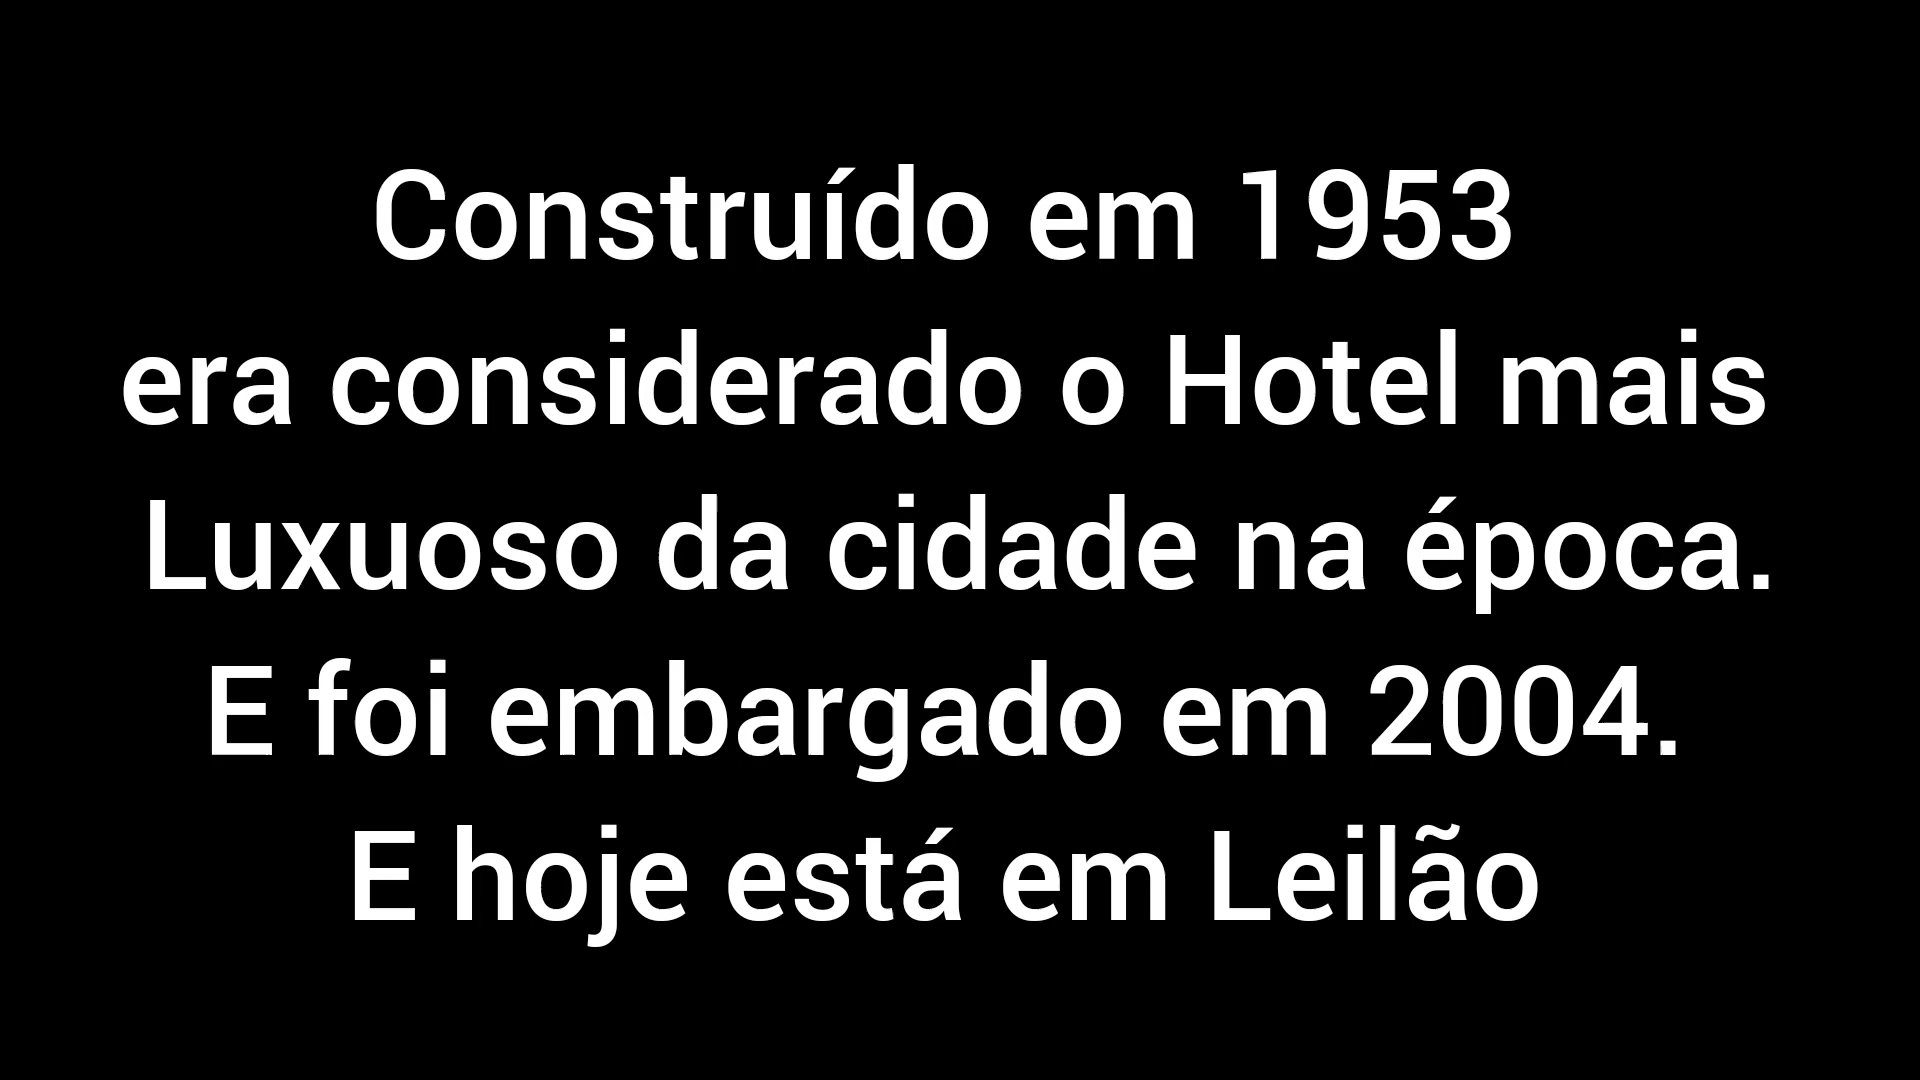 Construído em 1953
era considerado o Hotel mais
Luxuoso da cidade na época.
E foi embargado em 2004.
E hoje está em Leilão